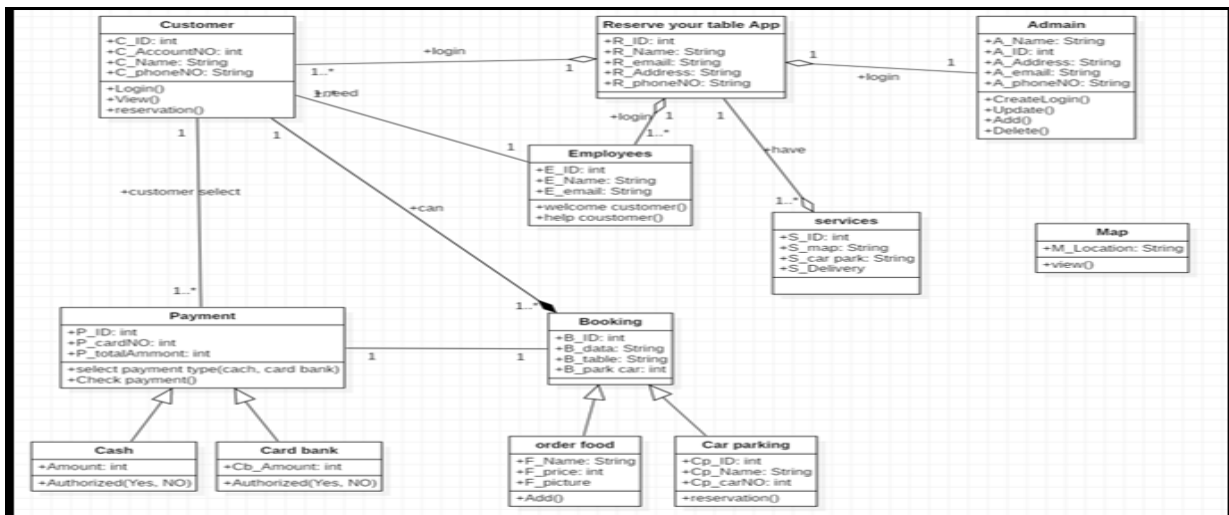 Customer
+C_ID: int
+C_AccountNO: int
+C_Name: String
+C_phoneNO: String
+Login()
+View()
+reservation()
+login
1..*
1
Reserve your table App
+R_ID: int
+R_Name: String
+R_email: String
+R_Address: String
+R_phoneNO: String
1
+login
1
Admain
+A_Name: String
+A_ID: int
+A_Address: String
+A_email: String
+A_phoneNO: String
+CreateLogin()
+Update()
+Add()
+Delete()
1
+customer select
1..*
1
+can
1..*
+need
1
+login
1
1..*
1
+have
1..*
Employees
+E_ID: int
+E_Name: String
+E_email: String
+welcome customer()
+help coustomer()
services
+S_ID: int
+S_map: String
+S_car park: String
+S_Delivery
Map
+M_Location: String
+view()
Payment
+P_ID: int
+P_cardNO: int
+P_totalAmmont: int
+select payment type(cach, card bank)
+Check payment()
1
1
Booking
+B_ID: int
+B_data: String
+B_table: String
+B_park car: int
Cash
+Amount: int
+Authorized(Yes, NO)
Card bank
+Cb_Amount: int
+Authorized(Yes, NO)
order food
+F_Name: String
+F_price: int
+F_picture
+Add()
Car parking
+Cp_ID: int
+Cp_Name: String
+Cp_carNO: int
+reservation()